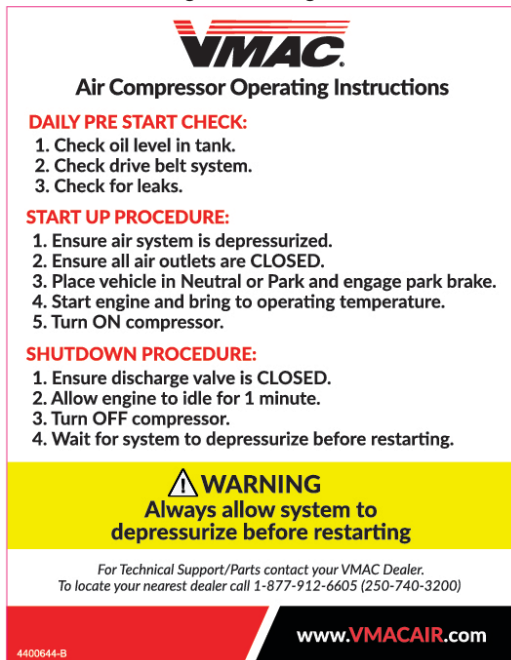 VMAC.
Air Compressor Operating Instructions
DAILY PRE START CHECK:
1. Check oil level in tank.
2. Check drive belt system.
3. Check for leaks.
START UP PROCEDURE:
1. Ensure air system is depressurized.
2. Ensure all air outlets are CLOSED.
3. Place vehicle in Neutral or Park and engage park brake.
4. Start engine and bring to operating temperature.
5. Turn ON compressor.
SHUTDOWN PROCEDURE:
1. Ensure discharge valve is CLOSED.
2. Allow engine to idle for 1 minute.
3. Turn OFF compressor.
4. Wait for system to depressurize before restarting.
WARNING
Always allow system to
depressurize before restarting
For Technical Support/Parts contact your VMAC Dealer.
To locate your nearest dealer call 1-877-912-6605 (250-740-3200)
www.VMACAIR.com
4400644-B